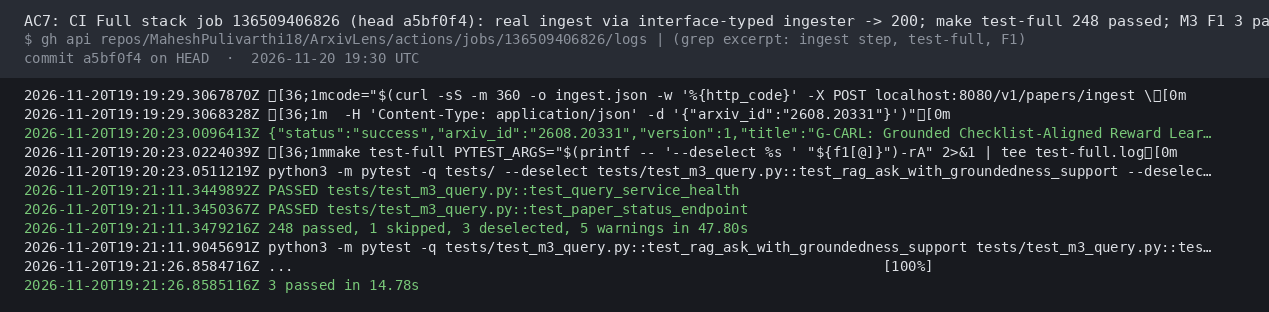 AC7: CI Full stack job 136509406826 (head a5bf0f4): real ingest via interface-typed ingester -> 200; make test-full 248 passed; M3 F1 3 pa
$ gh api repos/MaheshPulivarthi18/ArxivLens/actions/jobs/136509406826/logs | (grep excerpt: ingest step, test-full, F1)
commit a5bf0f4 on HEAD · 2026-11-20 19:30 UTC
2026-11-20T19:19:29.3067870Z [36;1mcode="$(curl -sS -m 360 -o ingest.json -w '%{http_code}' -X POST localhost:8080/v1/papers/ingest \[0m
2026-11-20T19:19:29.3068328Z [36;1m  -H 'Content-Type: application/json' -d '{"arxiv_id":"2608.20331"}')"[0m
2026-11-20T19:20:23.0096413Z {"status":"success","arxiv_id":"2608.20331","version":1,"title":"G-CARL: Grounded Checklist-Aligned Reward Lear…
2026-11-20T19:20:23.0224039Z [36;1mmake test-full PYTEST_ARGS="$(printf -- '--deselect %s ' "${f1[@]}")-rA" 2>&1 | tee test-full.log[0m
2026-11-20T19:20:23.0511219Z python3 -m pytest -q tests/ --deselect tests/test_m3_query.py::test_rag_ask_with_groundedness_support --deselec…
2026-11-20T19:21:11.3449892Z PASSED tests/test_m3_query.py::test_query_service_health
2026-11-20T19:21:11.3450367Z PASSED tests/test_m3_query.py::test_paper_status_endpoint
2026-11-20T19:21:11.3479216Z 248 passed, 1 skipped, 3 deselected, 5 warnings in 47.80s
2026-11-20T19:21:11.9045691Z python3 -m pytest -q tests/test_m3_query.py::test_rag_ask_with_groundedness_support tests/test_m3_query.py::tes…
2026-11-20T19:21:26.8584716Z ... [100%]
2026-11-20T19:21:26.8585116Z 3 passed in 14.78s